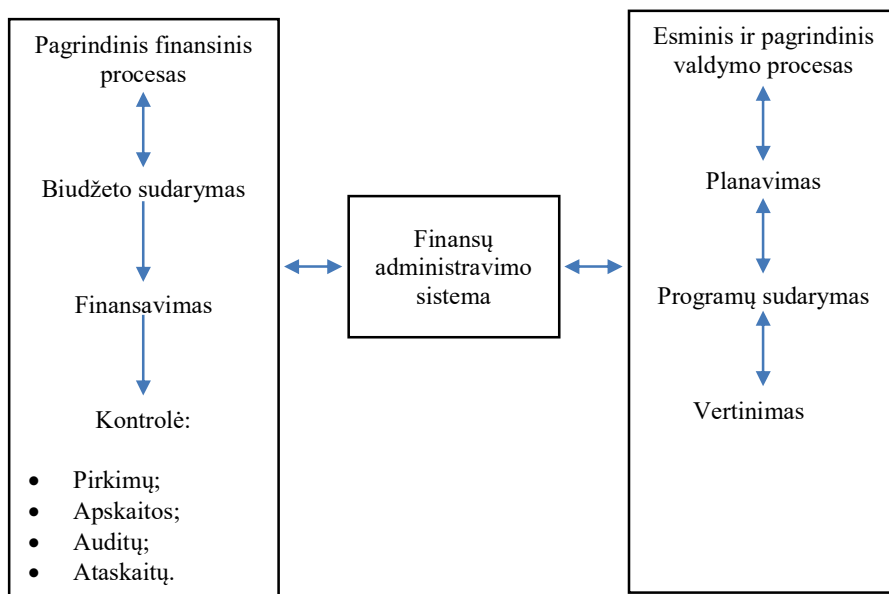 Pagrindinis finansinis
procesas
Biudžeto sudarymas
Finansavimas
Kontrolė:
• Pirkimų;
• Apskaitos;
• Auditų;
• Ataskaitų.
Finansų
administravimo
sistema
Esminis ir pagrindinis
valdymo procesas
Planavimas
Programų sudarymas
Vertinimas